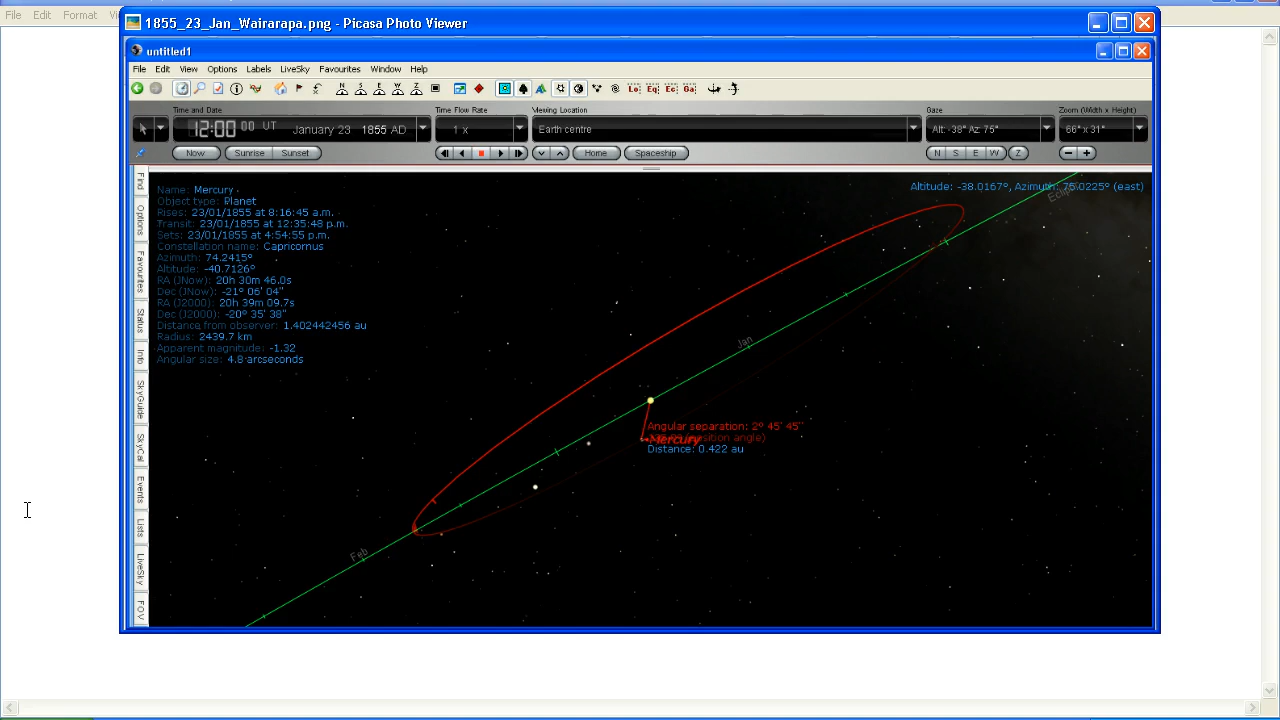 File Edit Format
1855_23_Jan_Wairarapa.png - Picasa Photo Viewer
untitled1
File Edit View Options Labels LiveSky Favourites Window Help
Time and Date Time Flow Rate Viewing Location Gaze Zoom (Width x Height)
12:00 00 UT January 23 1855 AD 1 x Earth centre Alt: -38° Az: 75° 66° x 31°
Now Sunrise Sunset Home Spaceship N S E W Z
Find
Options
Favourites
Status
Info
SkyGuide
SkyCal
Events
Lists
LiveSky
FOV
Name: Mercury
Object type: Planet
Rises: 23/01/1855 at 8:16:45 a.m.
Transit: 23/01/1855 at 12:35:48 p.m.
Sets: 23/01/1855 at 4:54:55 p.m.
Constellation name: Capricornus
Azimuth: 74.2415°
Altitude: -40.7126°
RA (JNow): 20h 30m 46.0s
Dec (JNow): -21° 06' 04"
RA (J2000): 20h 39m 09.7s
Dec (J2000): -20° 35' 38"
Distance from observer: 1.402442456 au
Radius: 2439.7 km
Apparent magnitude: -1.32
Angular size: 4.8 arcseconds
Altitude: -38.0167°, Azimuth: 75.0225° (east)
Jan
Angular separation: 2° 45' 45"
Mercury
(position angle)
Distance: 0.422 au
Feb